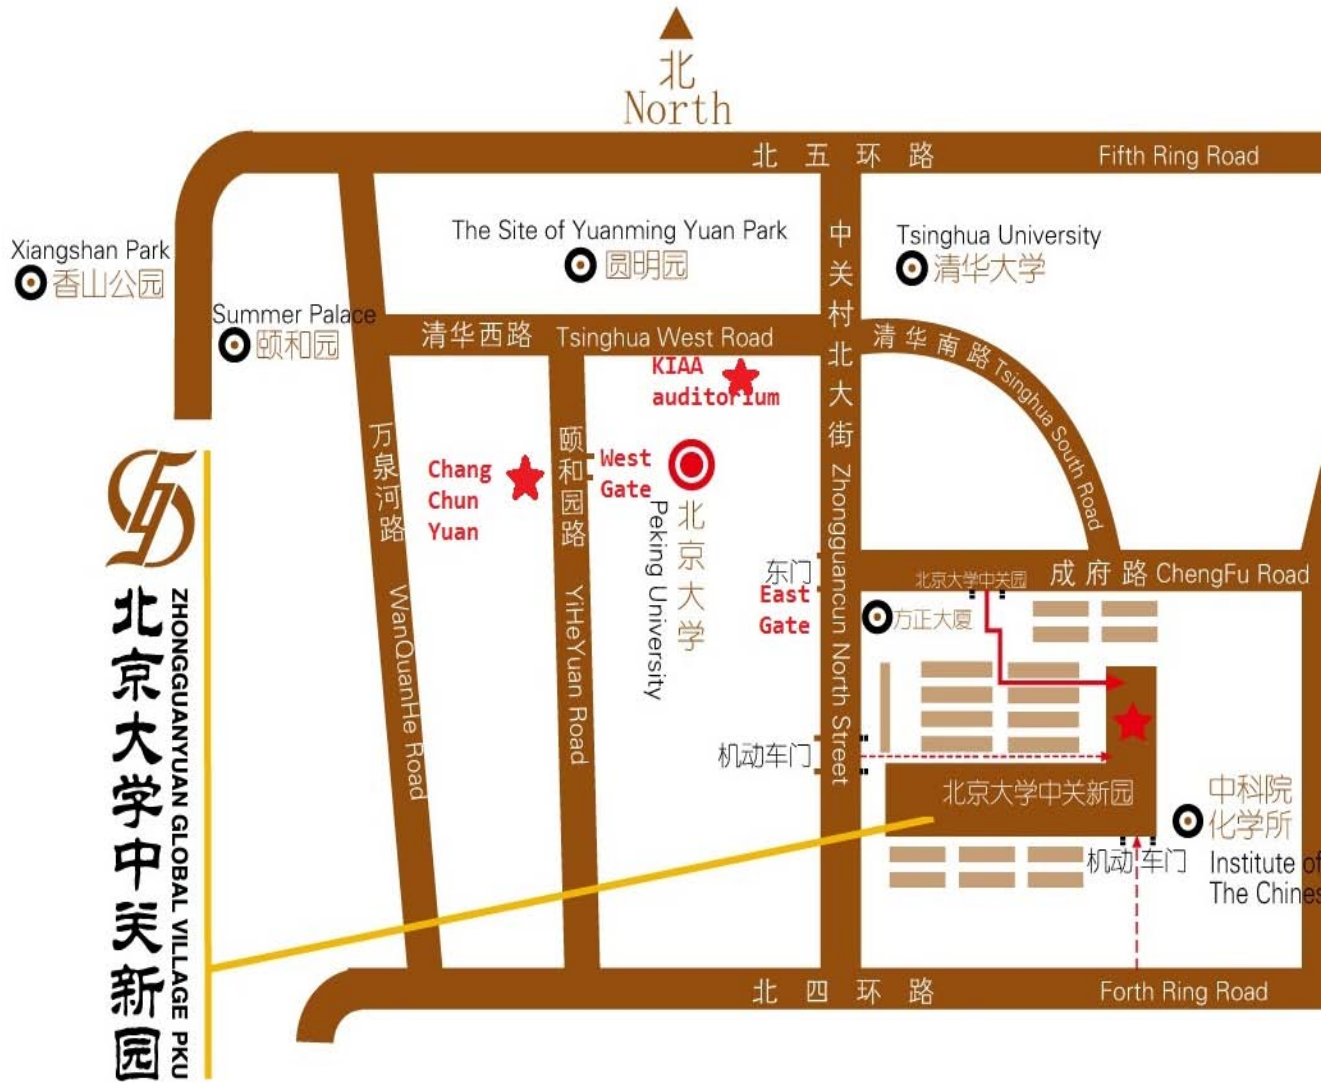 北
North
北五环路 Fifth Ring Road
Xiangshan Park
香山公园
The Site of Yuanming Yuan Park
圆明园
Tsinghua University
清华大学
Summer Palace
颐和园
清华西路 Tsinghua West Road
清华南路 Tsinghua South Road
中关村北大街 Zhongguancun North Street
KIAA
auditorium
万泉河路 WanQuanHe Road
颐和园路 YiHeYuan Road
Chang
Chun
Yuan
West
Gate
北京大学
Peking University
东门
East
Gate
北京大学中关园
成府路 ChengFu Road
方正大厦
机动车门
北京大学中关新园
中科院
化学所
机动车门
Institute of
The Chines
北四环路 Forth Ring Road
北京大学中关新园
ZHONGGUANYUAN GLOBAL VILLAGE PKU